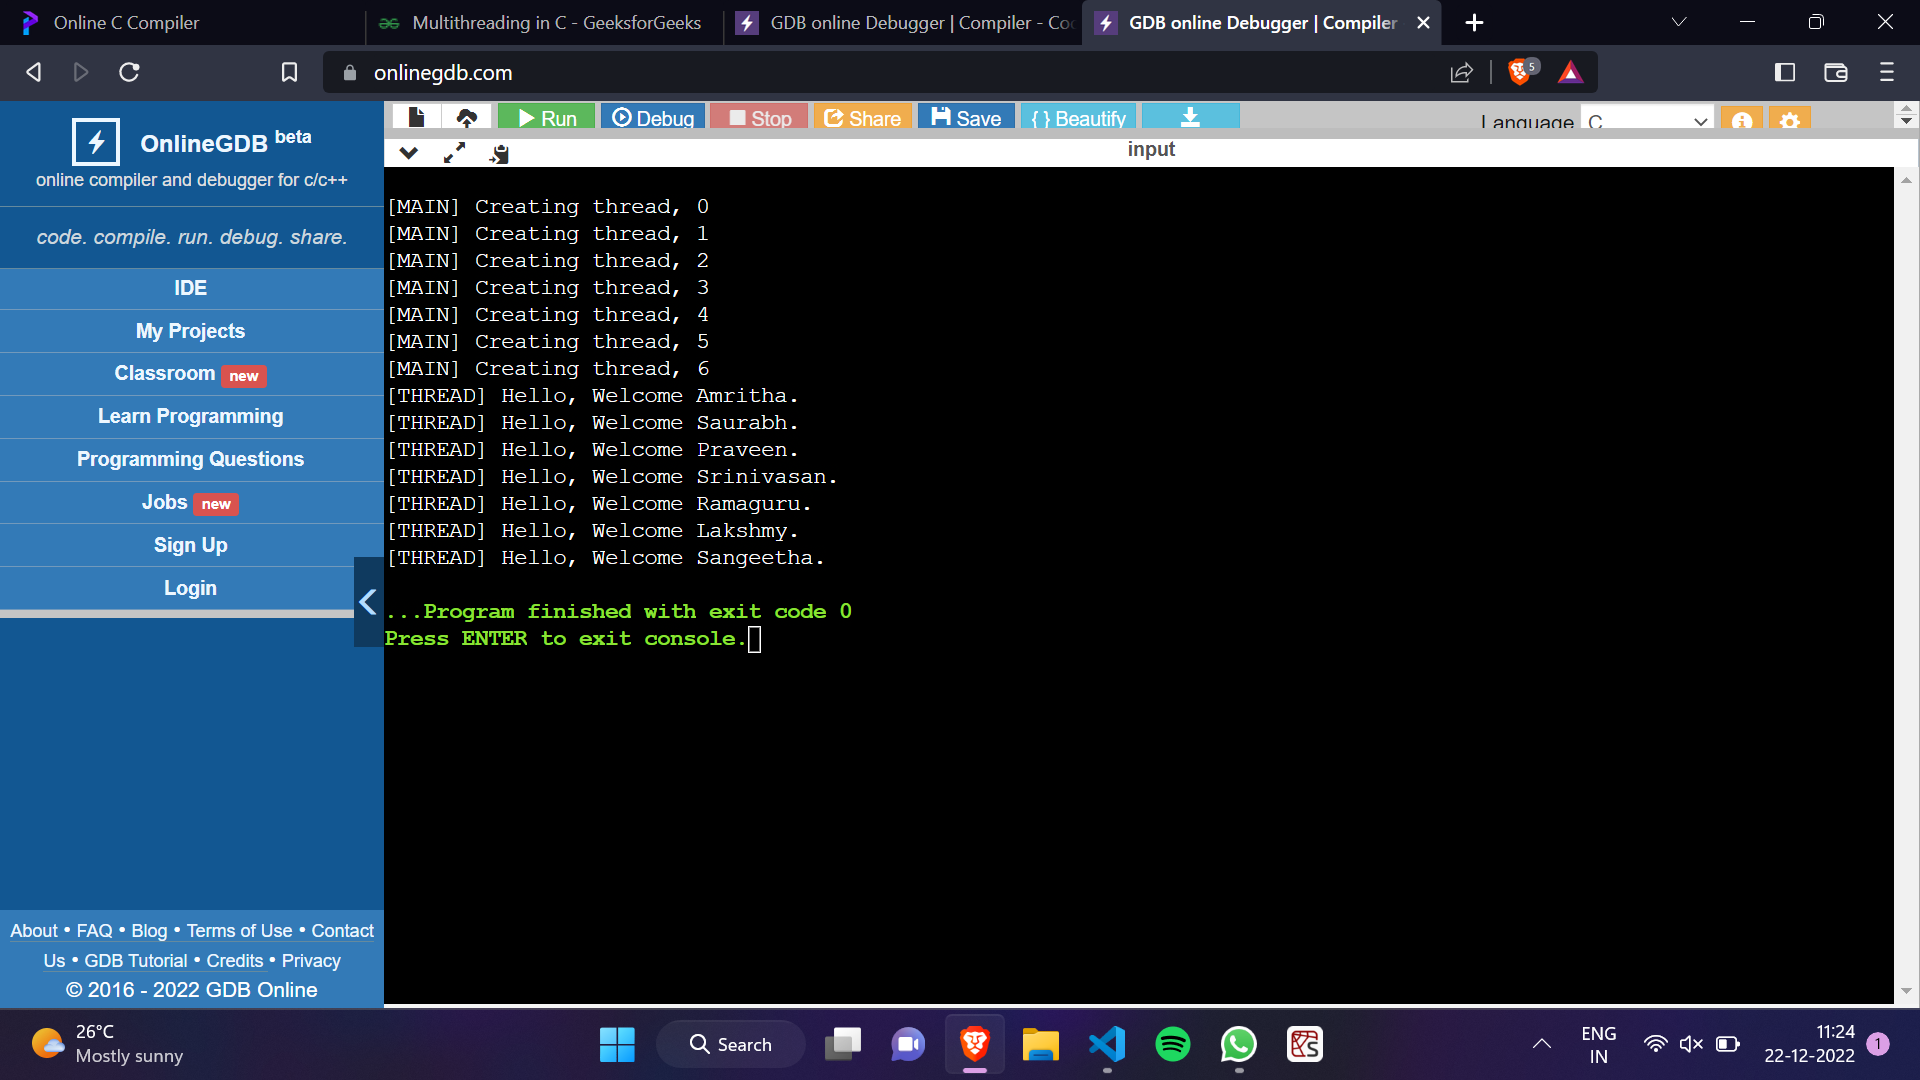 Online C Compiler
Multithreading in C - GeeksforGeeks
GDB online Debugger | Compiler - Co
GDB online Debugger | Compiler
onlinegdb.com
5
OnlineGDB beta
online compiler and debugger for c/c++
code. compile. run. debug. share.
IDE
My Projects
Classroom new
Learn Programming
Programming Questions
Jobs new
Sign Up
Login
About • FAQ • Blog • Terms of Use • Contact
Us • GDB Tutorial • Credits • Privacy
© 2016 - 2022 GDB Online
Run Debug Stop Share Save { } Beautify
Language C
input
[MAIN] Creating thread, 0
[MAIN] Creating thread, 1
[MAIN] Creating thread, 2
[MAIN] Creating thread, 3
[MAIN] Creating thread, 4
[MAIN] Creating thread, 5
[MAIN] Creating thread, 6
[THREAD] Hello, Welcome Amritha.
[THREAD] Hello, Welcome Saurabh.
[THREAD] Hello, Welcome Praveen.
[THREAD] Hello, Welcome Srinivasan.
[THREAD] Hello, Welcome Ramaguru.
[THREAD] Hello, Welcome Lakshmy.
[THREAD] Hello, Welcome Sangeetha.
...Program finished with exit code 0
Press ENTER to exit console.
26°C
Mostly sunny
Search
ENG
IN
11:24
22-12-2022
1